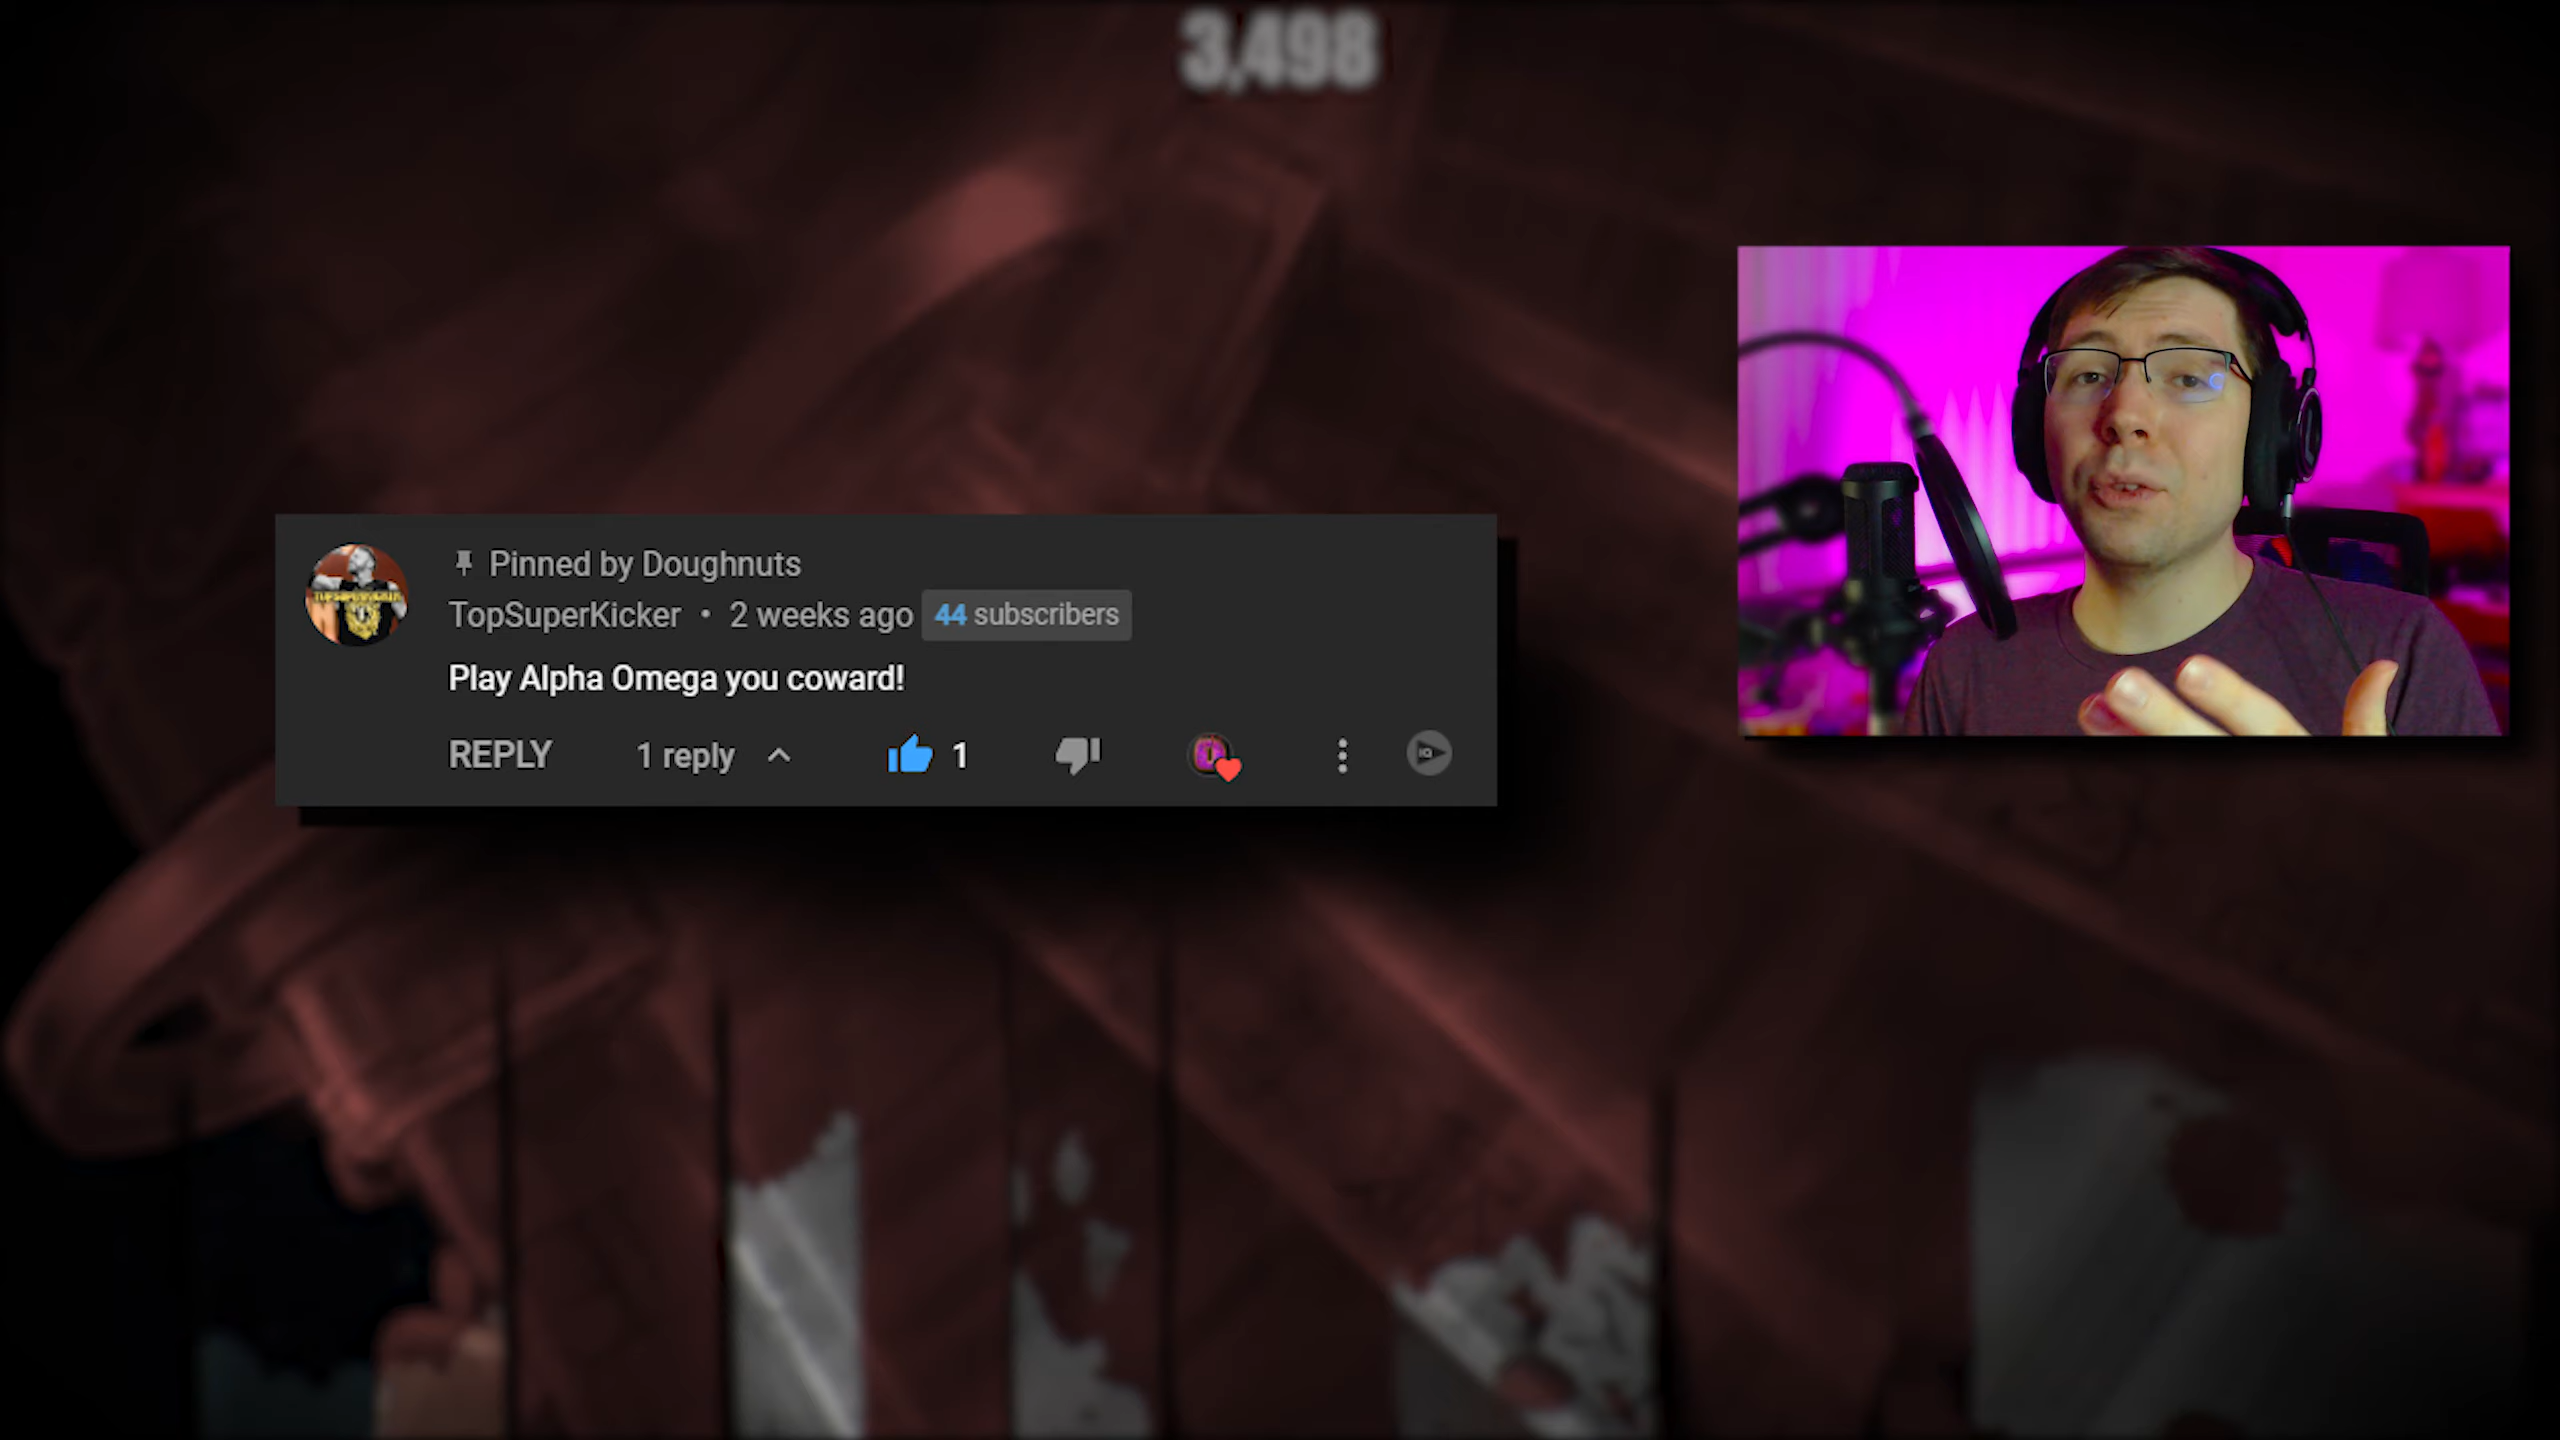 3,498
Pinned by Doughnuts
TopSuperKicker • 2 weeks ago 44 subscribers
Play Alpha Omega you coward!
REPLY 1 reply 1